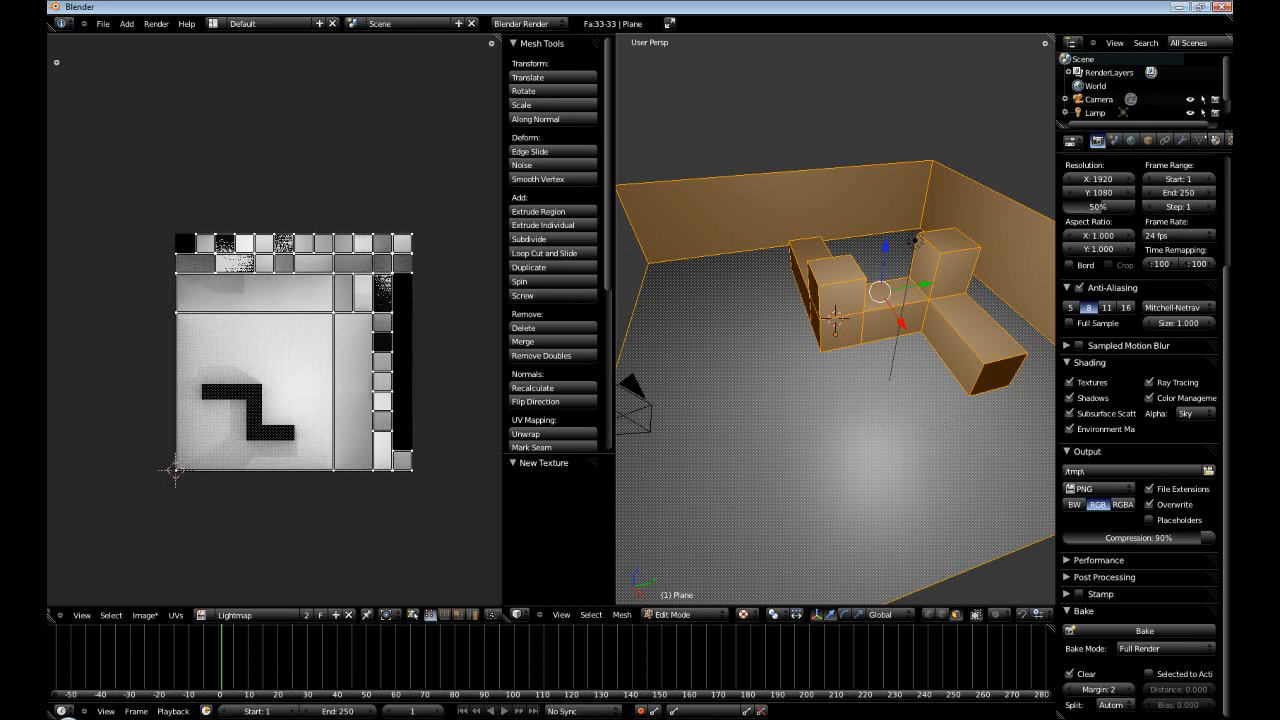 Blender
File Add Render Help Default Scene Blender Render Fa:33-33 | Plane
Mesh Tools
Transform:
Translate
Rotate
Scale
Along Normal
Deform:
Edge Slide
Noise
Smooth Vertex
Add:
Extrude Region
Extrude Individual
Subdivide
Loop Cut and Slide
Duplicate
Spin
Screw
Remove:
Delete
Merge
Remove Doubles
Normals:
Recalculate
Flip Direction
UV Mapping:
Unwrap
Mark Seam
New Texture
User Persp
(1) Plane
View Search All Scenes
Scene
RenderLayers
World
Camera
Lamp
Resolution: Frame Range:
X: 1920 Start: 1
Y: 1080 End: 250
50% Step: 1
Aspect Ratio: Frame Rate:
X: 1.000 24 fps
Y: 1.000 Time Remapping:
Bord Crop :100 :100
Anti-Aliasing
5 8 11 16 Mitchell-Netrav
Full Sample Size: 1.000
Sampled Motion Blur
Shading
Textures Ray Tracing
Shadows Color Manageme
Subsurface Scatt Alpha: Sky
Environment Ma
Output
/tmp\
PNG File Extensions
BW RGB RGBA Overwrite
Placeholders
Compression: 90%
Performance
Post Processing
Stamp
Bake
Bake
Bake Mode: Full Render
Clear Selected to Acti
Margin: 2 Distance: 0.000
Split: Autom Bias: 0.000
View Select Image* UVs Lightmap 2 F
View Select Mesh Edit Mode Global
-50 -40 -30 -20 -10 0 10 20 30 40 50 60 70 80 90 100 110 120 130 140 150 160 170 180 190 200 210 220 230 240 250 260 270 280
View Frame Playback Start: 1 End: 250 1 No Sync